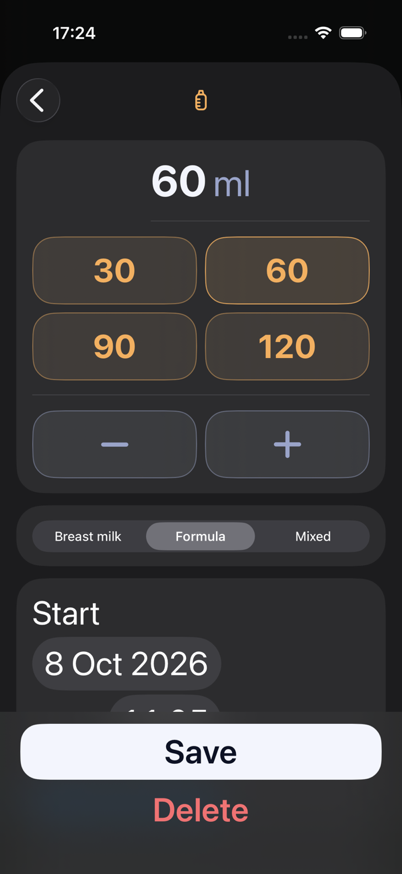 17:24
60 ml
30 60
90 120
− +
Breast milk Formula Mixed
Start
8 Oct 2026
Save
Delete